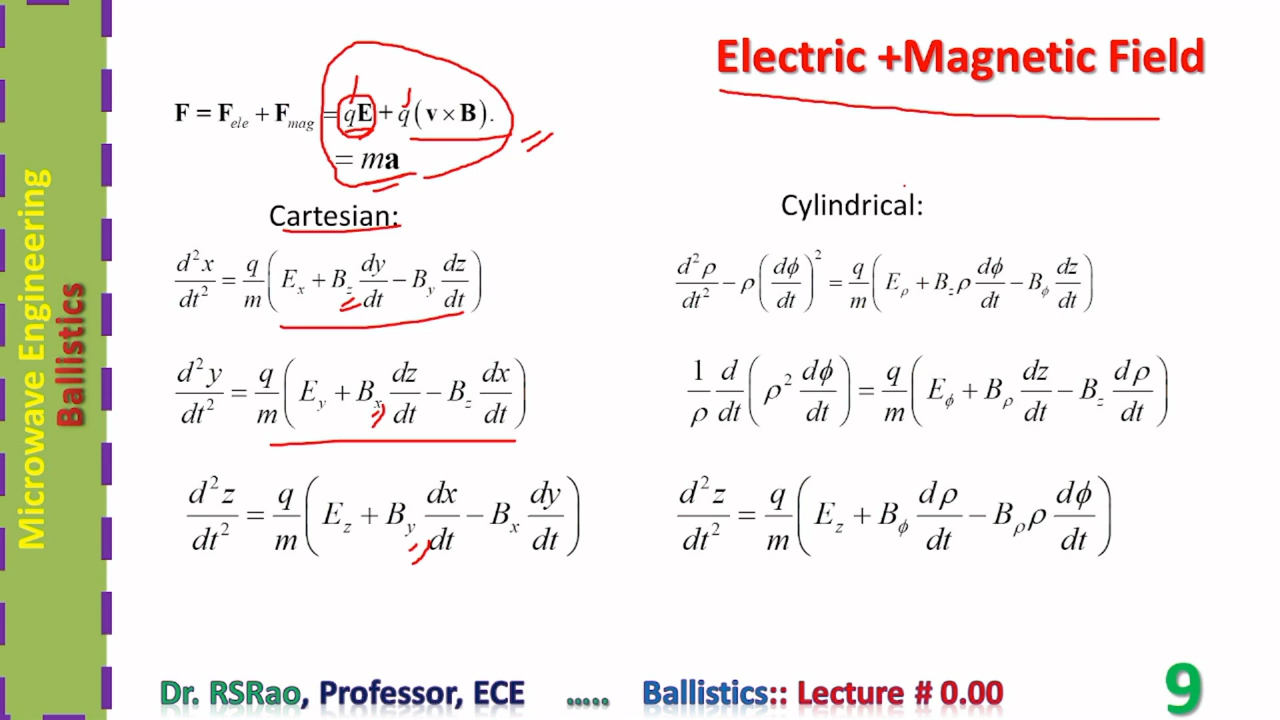 Electric +Magnetic Field
F = F_ele + F_mag = qE + q(v × B).
= ma
Cartesian:
d²x/dt² = q/m (E_x + B_z dy/dt − B_y dz/dt)
d²y/dt² = q/m (E_y + B_x dz/dt − B_z dx/dt)
d²z/dt² = q/m (E_z + B_y dx/dt − B_x dy/dt)
Cylindrical:
d²ρ/dt² − ρ(dϕ/dt)² = q/m (E_ρ + B_z ρ dϕ/dt − B_ϕ dz/dt)
1/ρ d/dt (ρ² dϕ/dt) = q/m (E_ϕ + B_ρ dz/dt − B_z dρ/dt)
d²z/dt² = q/m (E_z + B_ϕ dρ/dt − B_ρ ρ dϕ/dt)
Microwave Engineering
Ballistics
Dr. RSRao, Professor, ECE ..... Ballistics:: Lecture # 0.00
9